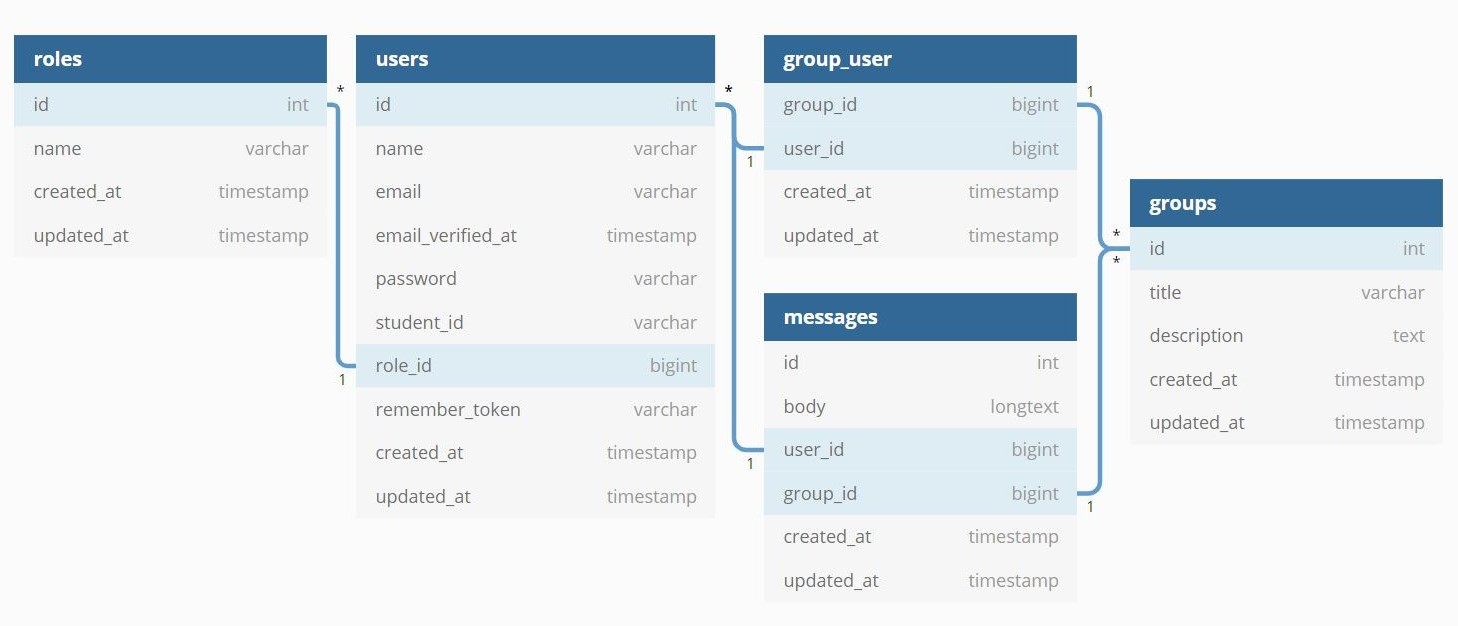 roles
id int
name varchar
created_at timestamp
updated_at timestamp
*
1
users
id int
name varchar
email varchar
email_verified_at timestamp
password varchar
student_id varchar
role_id bigint
remember_token varchar
created_at timestamp
updated_at timestamp
*
1
1
group_user
group_id bigint
user_id bigint
created_at timestamp
updated_at timestamp
1
messages
id int
body longtext
user_id bigint
group_id bigint
created_at timestamp
updated_at timestamp
1
*
*
groups
id int
title varchar
description text
created_at timestamp
updated_at timestamp